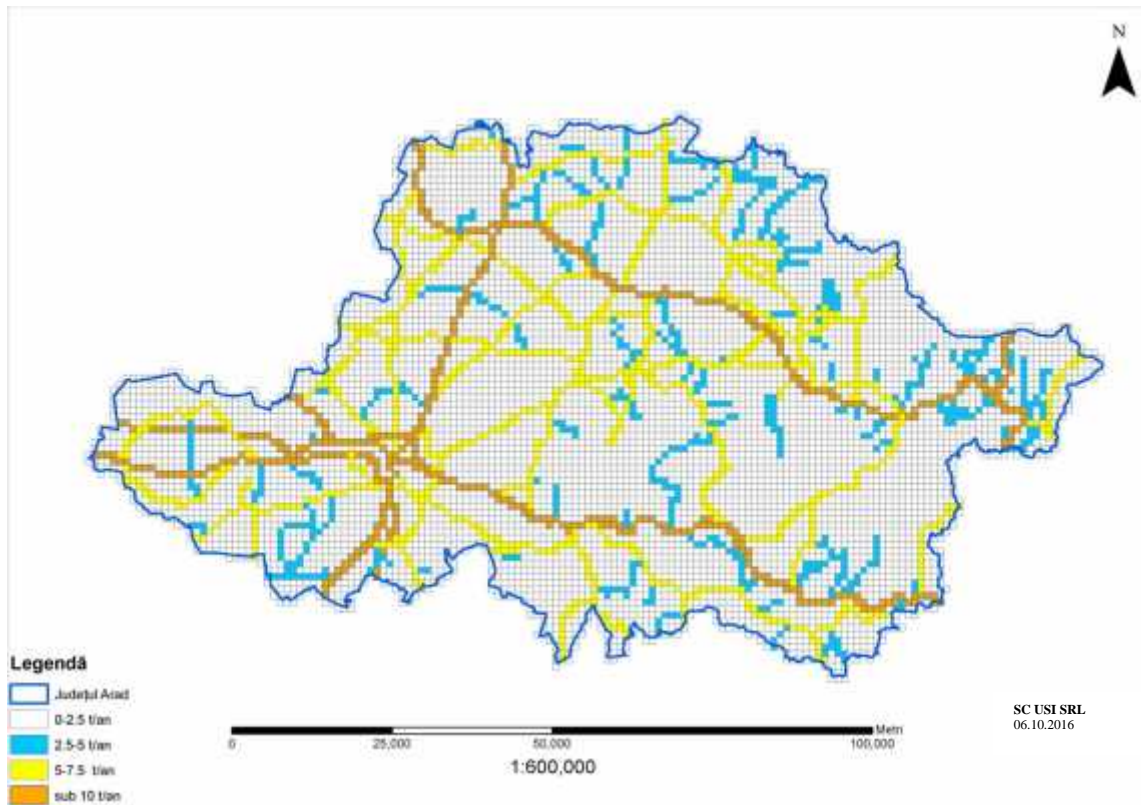 N
Legendă
Județul Arad
0-2.5 t/an
2.5-5 t/an
5-7.5 t/an
sub 10 t/an
Metri
0
25,000
50,000
100,000
1:600,000
SC USI SRL
06.10.2016